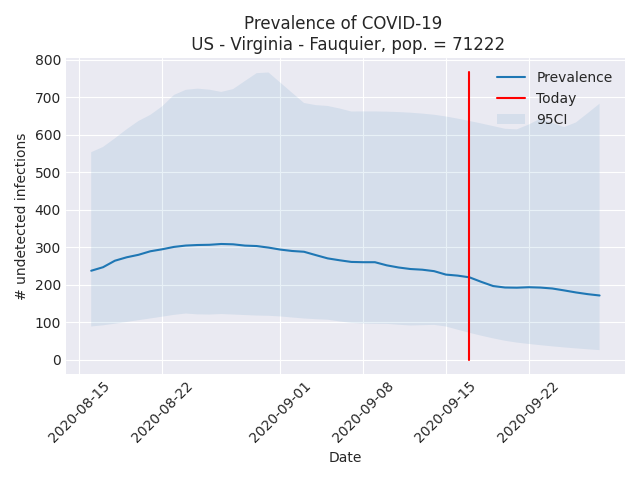 Prevalence of COVID-19
US - Virginia - Fauquier, pop. = 71222
# undetected infections
800
700
600
500
400
300
200
100
0
Prevalence
Today
95CI
2020-08-15
2020-08-22
2020-09-01
2020-09-08
2020-09-15
2020-09-22
Date